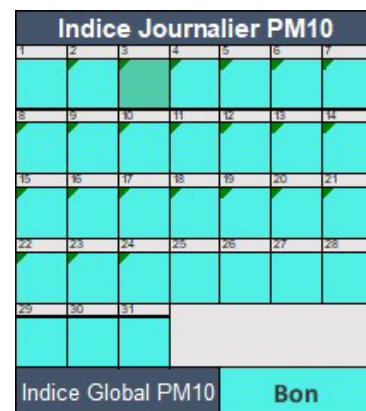 Indice Journalier PM10
1 2 3 4 5 6 7
8 9 10 11 12 13 14
15 16 17 18 19 20 21
22 23 24 25 26 27 28
29 30 31
Indice Global PM10 Bon